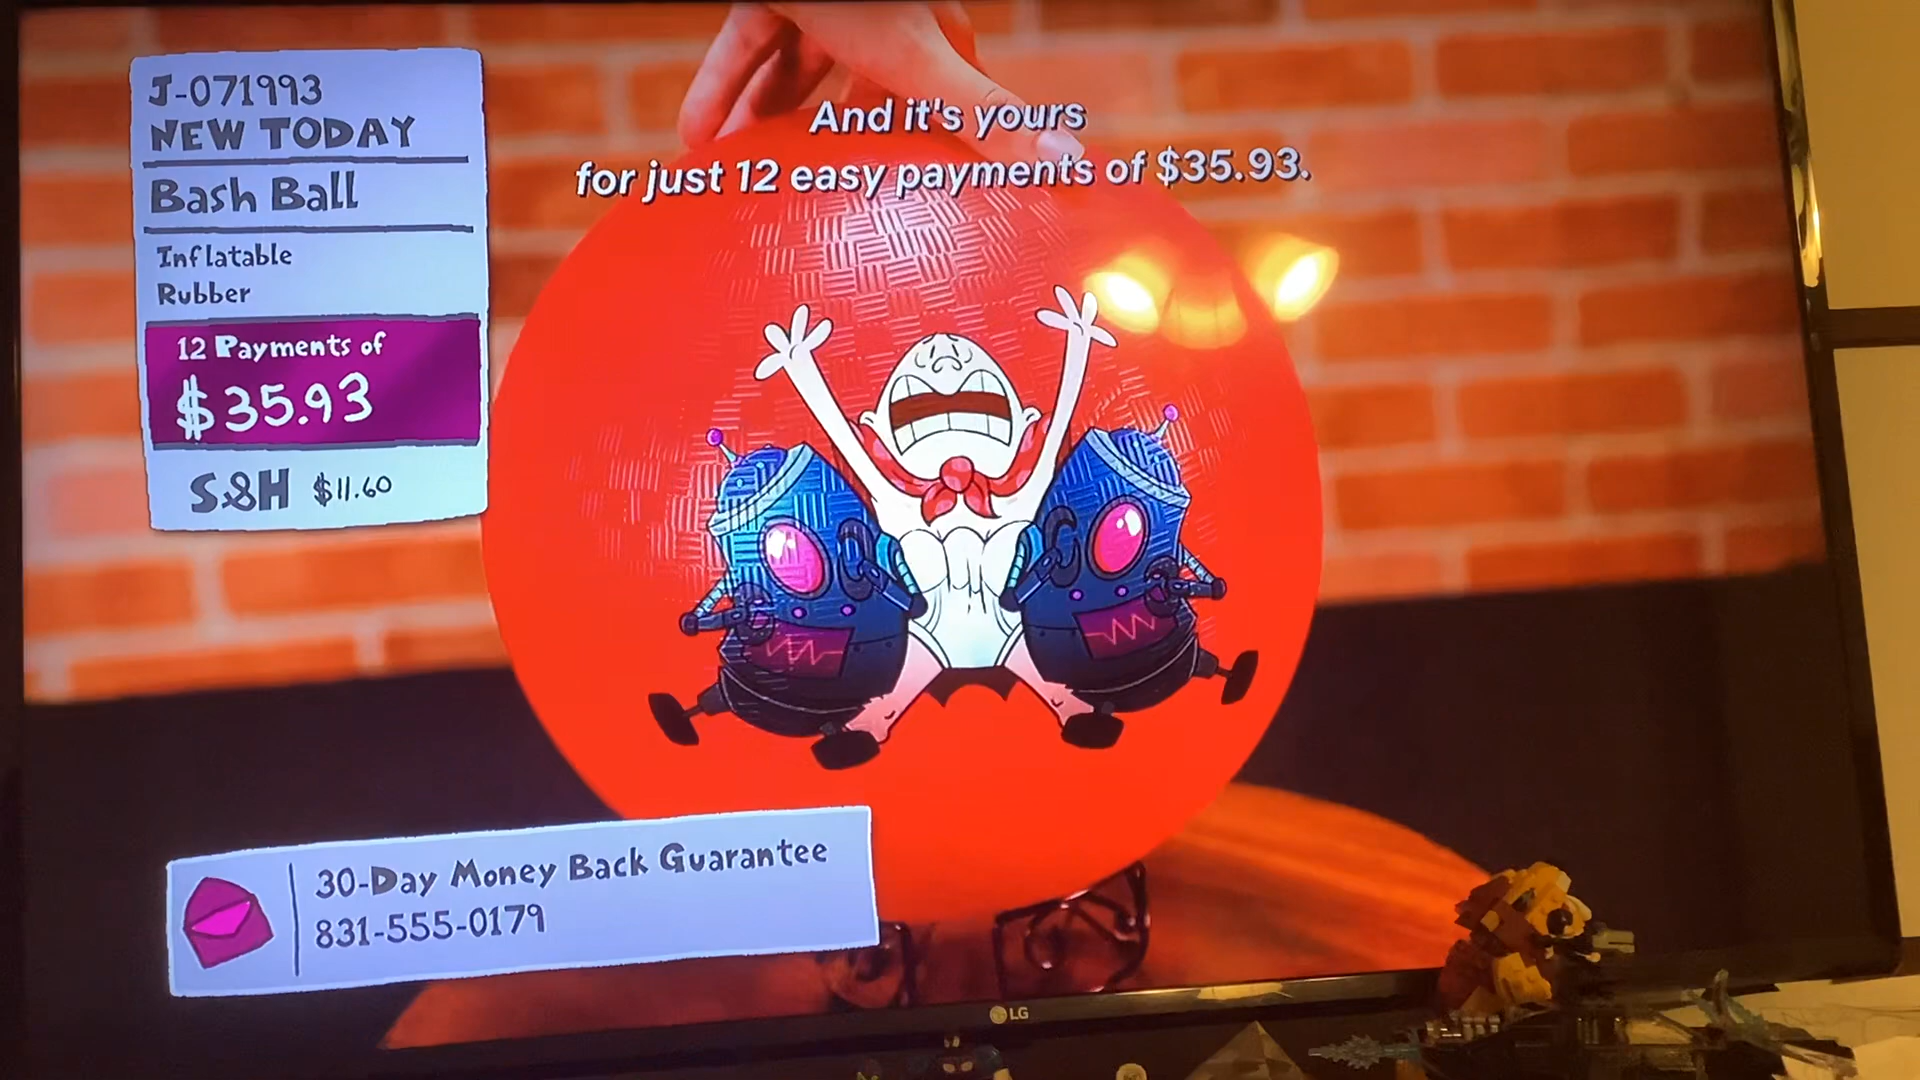 J-071993
NEW TODAY
Bash Ball
Inflatable
Rubber
12 Payments of
$35.93
S&H $11.60
And it's yours
for just 12 easy payments of $35.93.
30-Day Money Back Guarantee
831-555-0179
LG